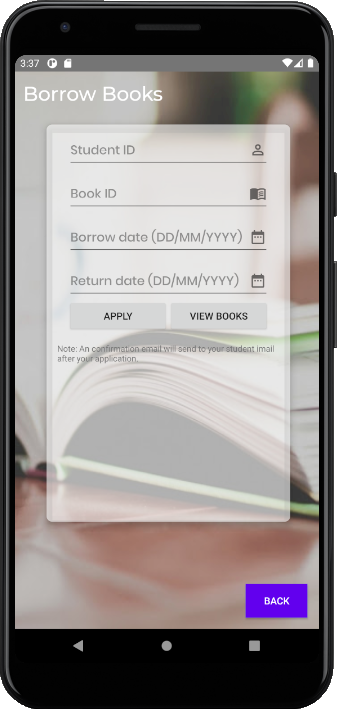 3:37
Borrow Books
Student ID
Book ID
Borrow date (DD/MM/YYYY)
Return date (DD/MM/YYYY)
APPLY
VIEW BOOKS
Note: An confirmation email will send to your student imail
after your application.
BACK